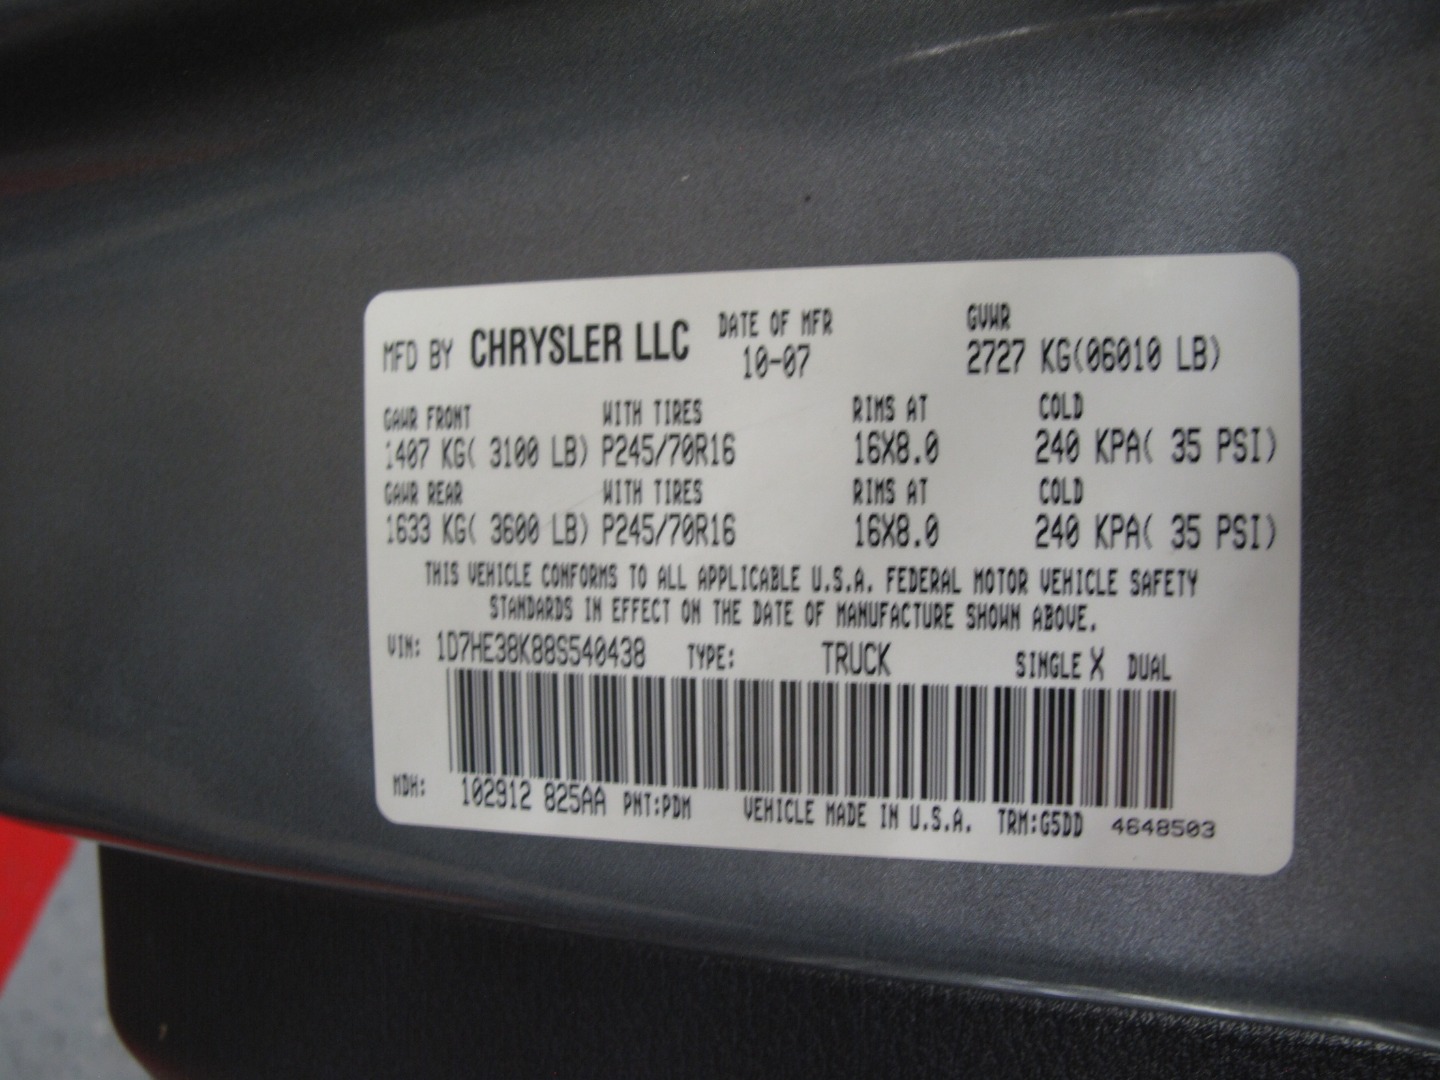 MFD BY CHRYSLER LLC DATE OF MFR 10-07 GVWR 2727 KG(06010 LB)
GAWR FRONT WITH TIRES RIMS AT COLD
1407 KG( 3100 LB) P245/70R16 16X8.0 240 KPA( 35 PSI)
GAWR REAR WITH TIRES RIMS AT COLD
1633 KG( 3600 LB) P245/70R16 16X8.0 240 KPA( 35 PSI)
THIS VEHICLE CONFORMS TO ALL APPLICABLE U.S.A. FEDERAL MOTOR VEHICLE SAFETY
STANDARDS IN EFFECT ON THE DATE OF MANUFACTURE SHOWN ABOVE.
VIN: 1D7HE38K88S540438 TYPE: TRUCK SINGLE X DUAL
MDH: 102912 825AA PNT:PDM VEHICLE MADE IN U.S.A. TRM:G5DD 4648503